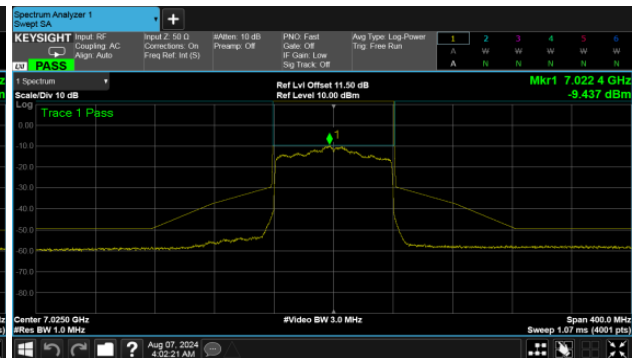 Spectrum Analyzer 1
Swept SA
+
KEYSIGHT
Input: RF
Coupling: AC
Align: Auto
Input Z: 50 Ω
Corrections: On
Freq Ref: Int (S)
#Atten: 10 dB
Preamp: Off
PNO: Fast
Gate: Off
IF Gain: Low
Sig Track: Off
Avg Type: Log-Power
Trig: Free Run
1 2 3 4 5 6
A W W W W W
A N N N N N
LXI PASS
1 Spectrum
Scale/Div 10 dB
Ref Lvl Offset 11.50 dB
Ref Level 10.00 dBm
Mkr1 7.022 4 GHz
-9.437 dBm
Log
Trace 1 Pass
1
0.00
-10.0
-20.0
-30.0
-40.0
-50.0
-60.0
-70.0
-80.0
Center 7.0250 GHz
#Res BW 1.0 MHz
#Video BW 3.0 MHz
Span 400.0 MHz
Sweep 1.07 ms (4001 pts)
?
Aug 07, 2024
4:02:21 AM